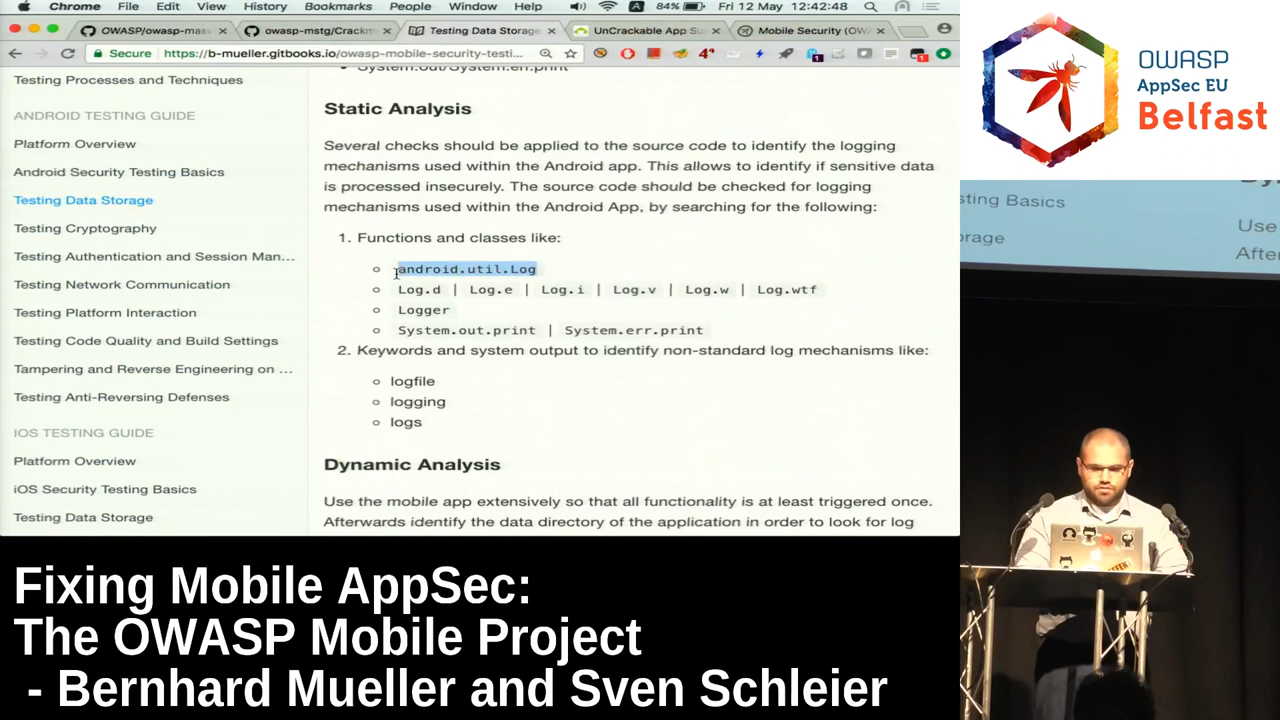 Chrome File Edit View History Bookmarks People Window Help 84% Fri 12 May 12:42:48
OWASP/owasp-mas
owasp-mstg/Crackm
Testing Data Storage
UnCrackable App Su
Mobile Security (OW
Secure https://b-mueller.gitbooks.io/owasp-mobile-security-testi...
Testing Processes and Techniques
ANDROID TESTING GUIDE
Platform Overview
Android Security Testing Basics
Testing Data Storage
Testing Cryptography
Testing Authentication and Session Man...
Testing Network Communication
Testing Platform Interaction
Testing Code Quality and Build Settings
Tampering and Reverse Engineering on ...
Testing Anti-Reversing Defenses
IOS TESTING GUIDE
Platform Overview
iOS Security Testing Basics
Testing Data Storage
System.out/System.err.print
Static Analysis
Several checks should be applied to the source code to identify the logging
mechanisms used within the Android app. This allows to identify if sensitive data
is processed insecurely. The source code should be checked for logging
mechanisms used within the Android App, by searching for the following:
1. Functions and classes like:
android.util.Log
Log.d | Log.e | Log.i | Log.v | Log.w | Log.wtf
Logger
System.out.print | System.err.print
2. Keywords and system output to identify non-standard log mechanisms like:
logfile
logging
logs
Dynamic Analysis
Use the mobile app extensively so that all functionality is at least triggered once.
Afterwards identify the data directory of the application in order to look for log
OWASP
AppSec EU
Belfast
sting Basics
orage
Dy
Use
After
Fixing Mobile AppSec:
The OWASP Mobile Project
- Bernhard Mueller and Sven Schleier